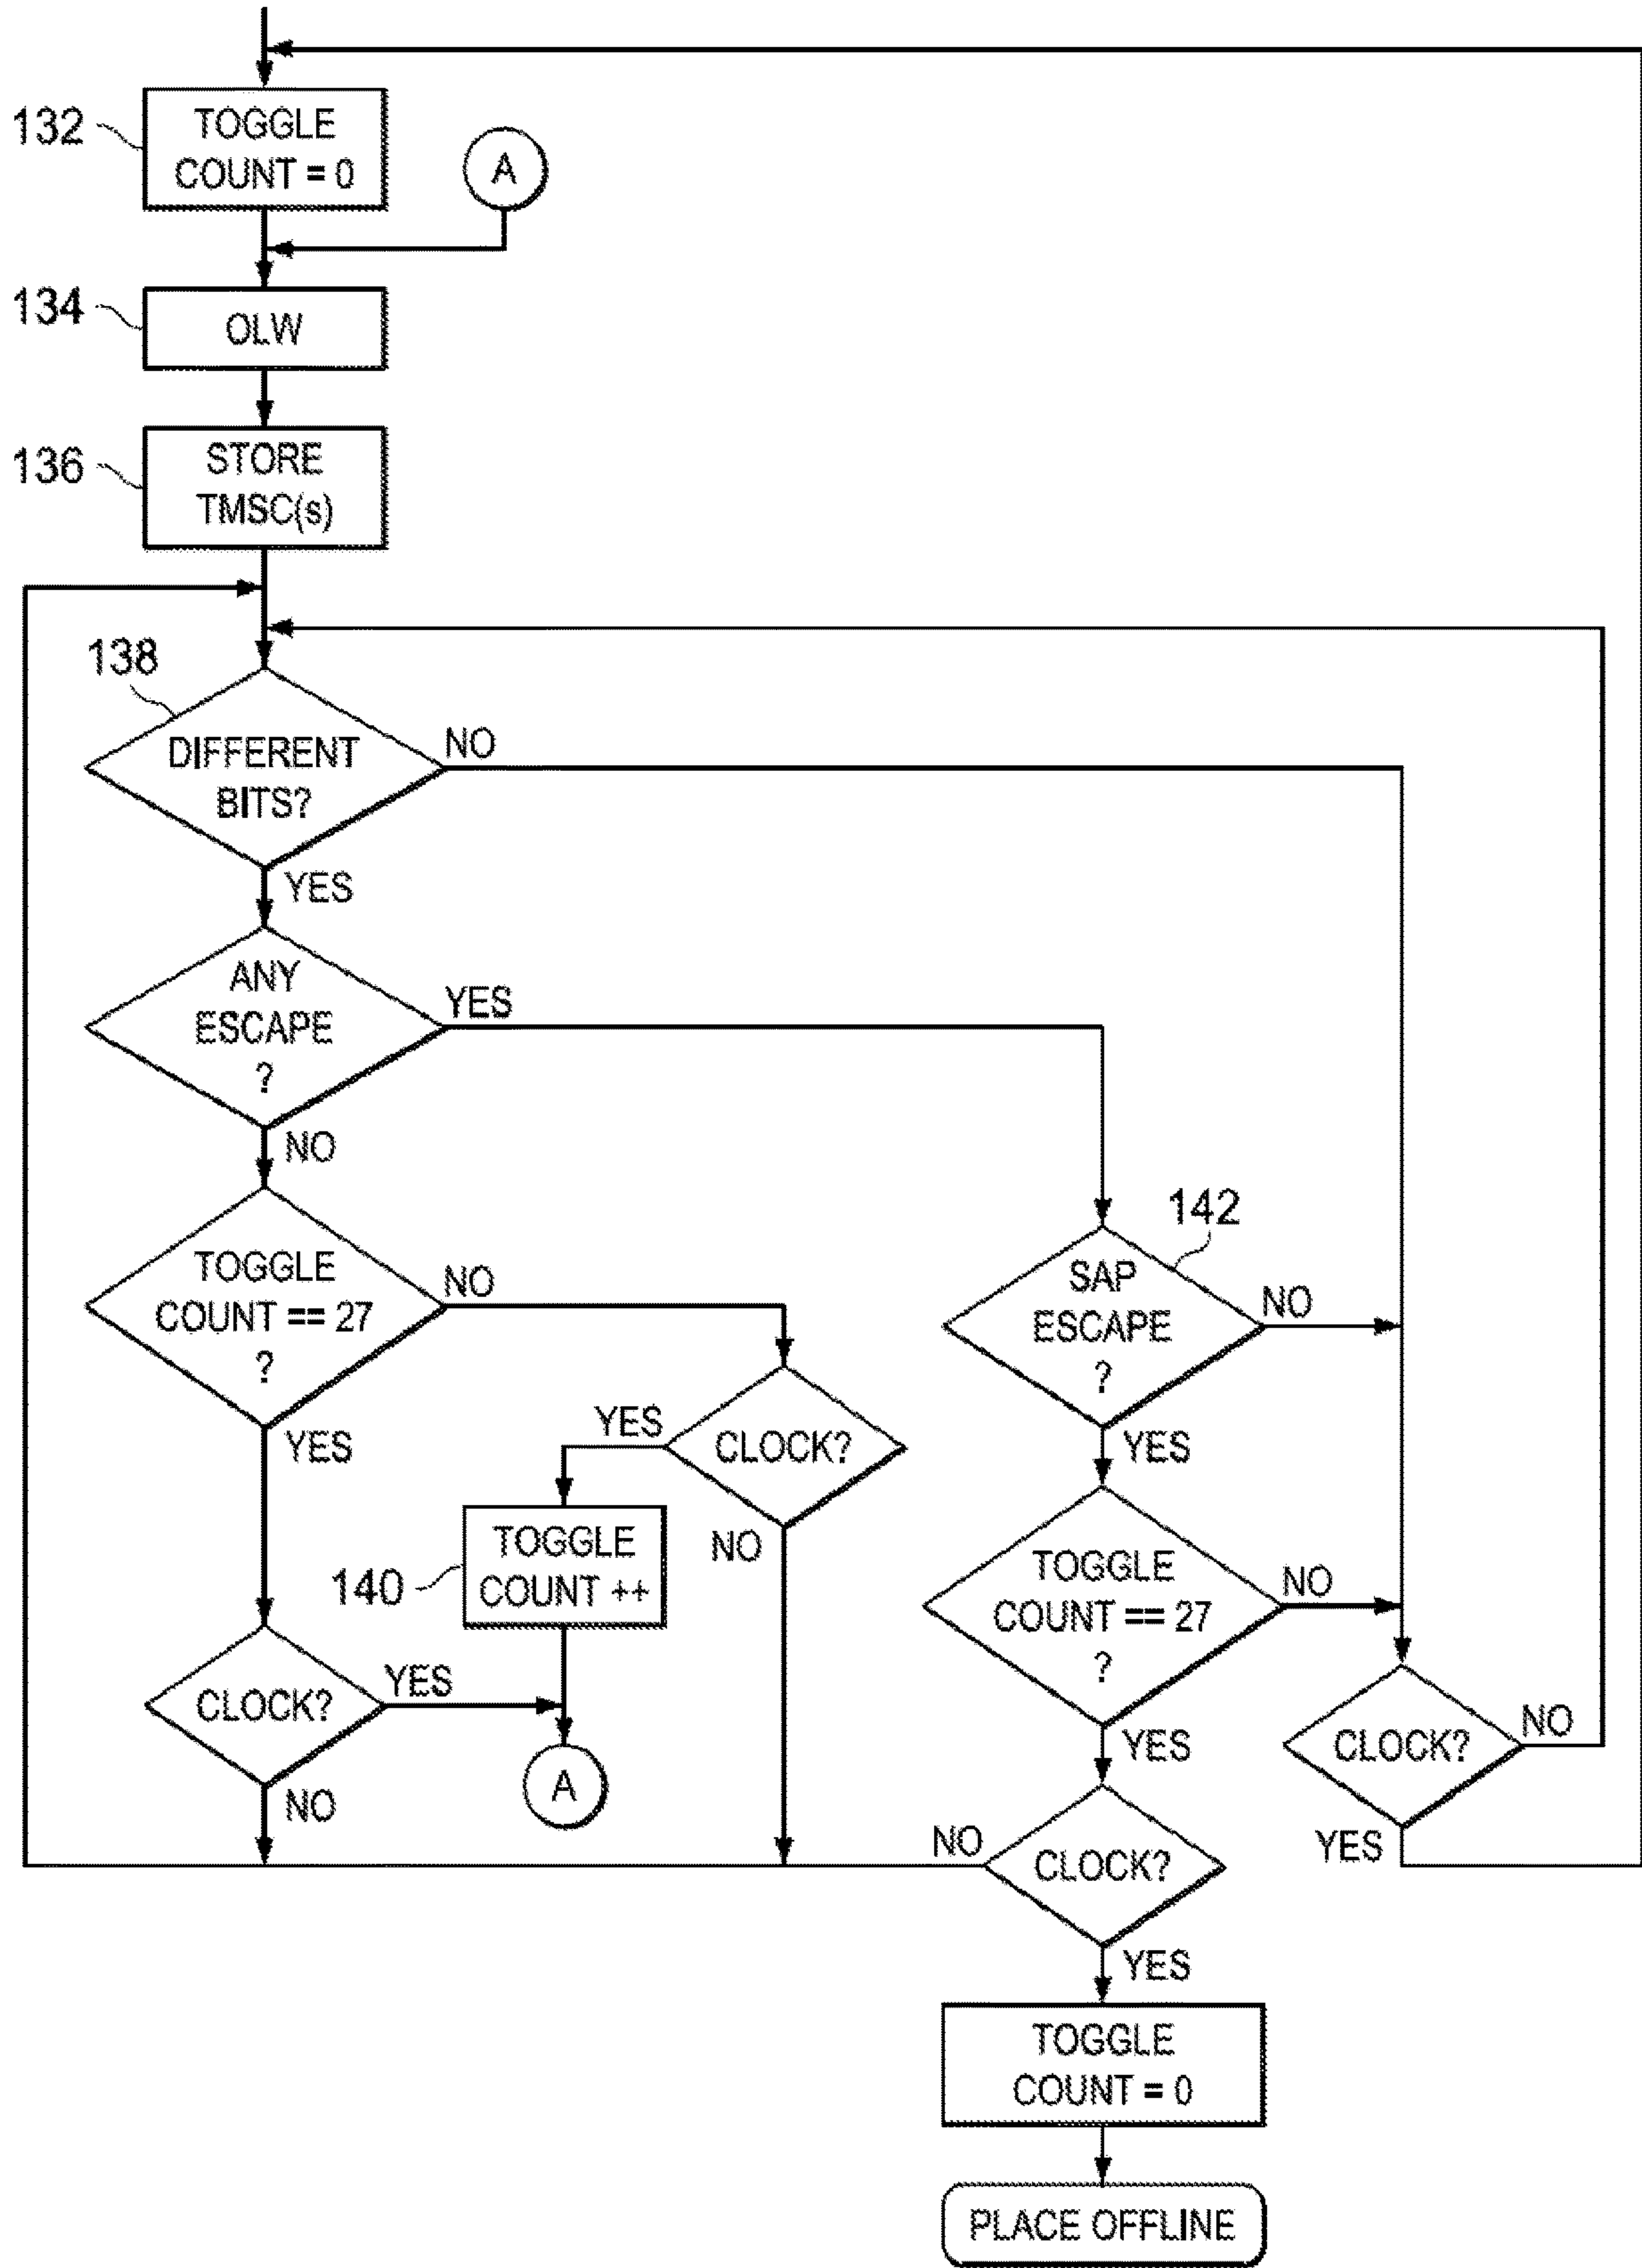 132
TOGGLE
COUNT = 0
A
134
OLW
136
STORE
TMSC(s)
138
DIFFERENT
BITS?
NO
YES
ANY
ESCAPE
?
YES
NO
TOGGLE
COUNT == 27
?
NO
YES
CLOCK?
YES
NO
140
TOGGLE
COUNT ++
CLOCK?
YES
NO
A
142
SAP
ESCAPE
?
NO
YES
TOGGLE
COUNT == 27
?
NO
YES
CLOCK?
NO
YES
CLOCK?
NO
YES
TOGGLE
COUNT = 0
PLACE OFFLINE